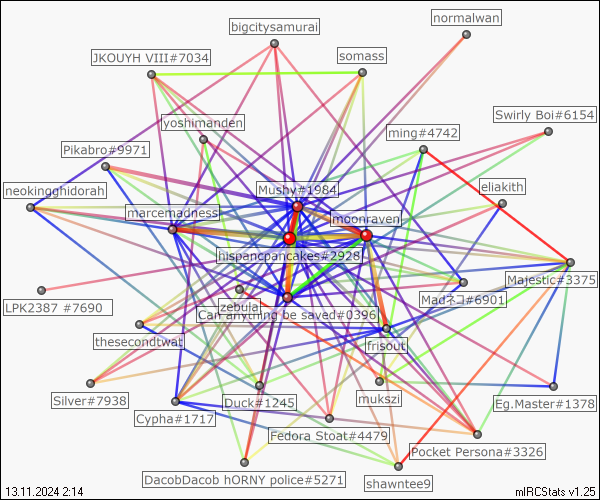 normalwan
bigcitysamurai
JKOUYH VIII#7034
somass
Swirly Boi#6154
yoshimanden
ming#4742
Pikabro#9971
neokingghidorah
Mushy#1984
eliakith
marcemadness
moonraven
hispancpancakes#2928
Majestic#3375
LPK2387 #7690
zebula
Madネコ#6901
Can anything be saved#0396
thesecondtwat
frisout
Silver#7938
Duck#1245
mukszi
Eg.Master#1378
Cypha#1717
Fedora Stoat#4479
Pocket Persona#3326
DacobDacob hORNY police#5271
shawntee9
13.11.2024 2:14
mIRCStats v1.25